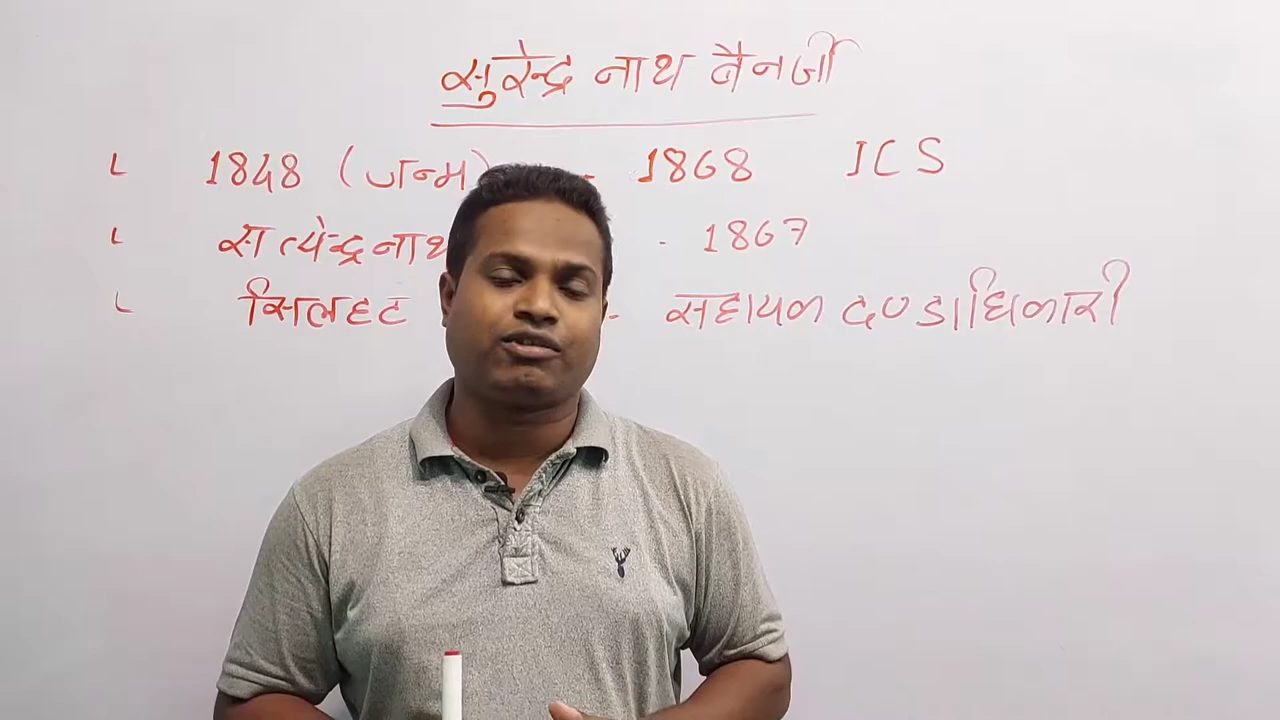 सुरेन्द्र नाथ बैनर्जी
1848 (जन्म) - 1868 ICS
सत्येन्द्रनाथ - 1867
सिलहट - सहायक दण्डाधिकारी